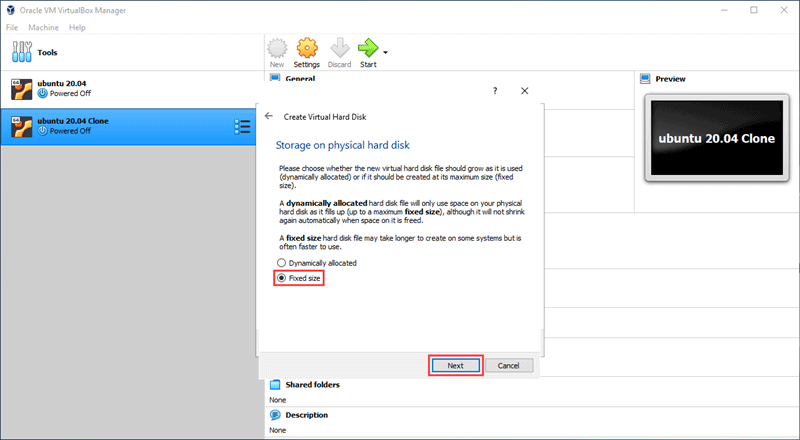 Oracle VM VirtualBox Manager
File Machine Help
Tools
New Settings Discard Start
64 ubuntu 20.04
Powered Off
64 ubuntu 20.04 Clone
Powered Off
General
Preview
ubuntu 20.04 Clone
?
Create Virtual Hard Disk
Storage on physical hard disk
Please choose whether the new virtual hard disk file should grow as it is used
(dynamically allocated) or if it should be created at its maximum size (fixed
size).
A dynamically allocated hard disk file will only use space on your physical
hard disk as it fills up (up to a maximum fixed size), although it will not shrink
again automatically when space on it is freed.
A fixed size hard disk file may take longer to create on some systems but is
often faster to use.
Dynamically allocated
Fixed size
Next Cancel
Shared folders
None
Description
None